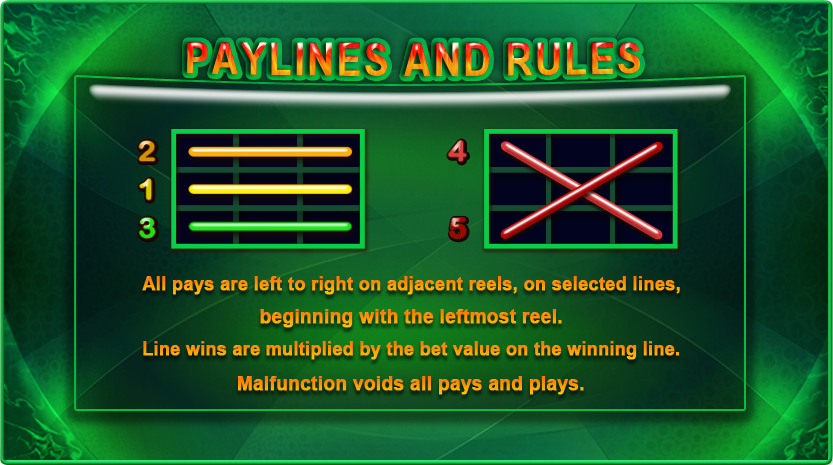 PAYLINES AND RULES
2
1
3
4
5
All pays are left to right on adjacent reels, on selected lines,
beginning with the leftmost reel.
Line wins are multiplied by the bet value on the winning line.
Malfunction voids all pays and plays.